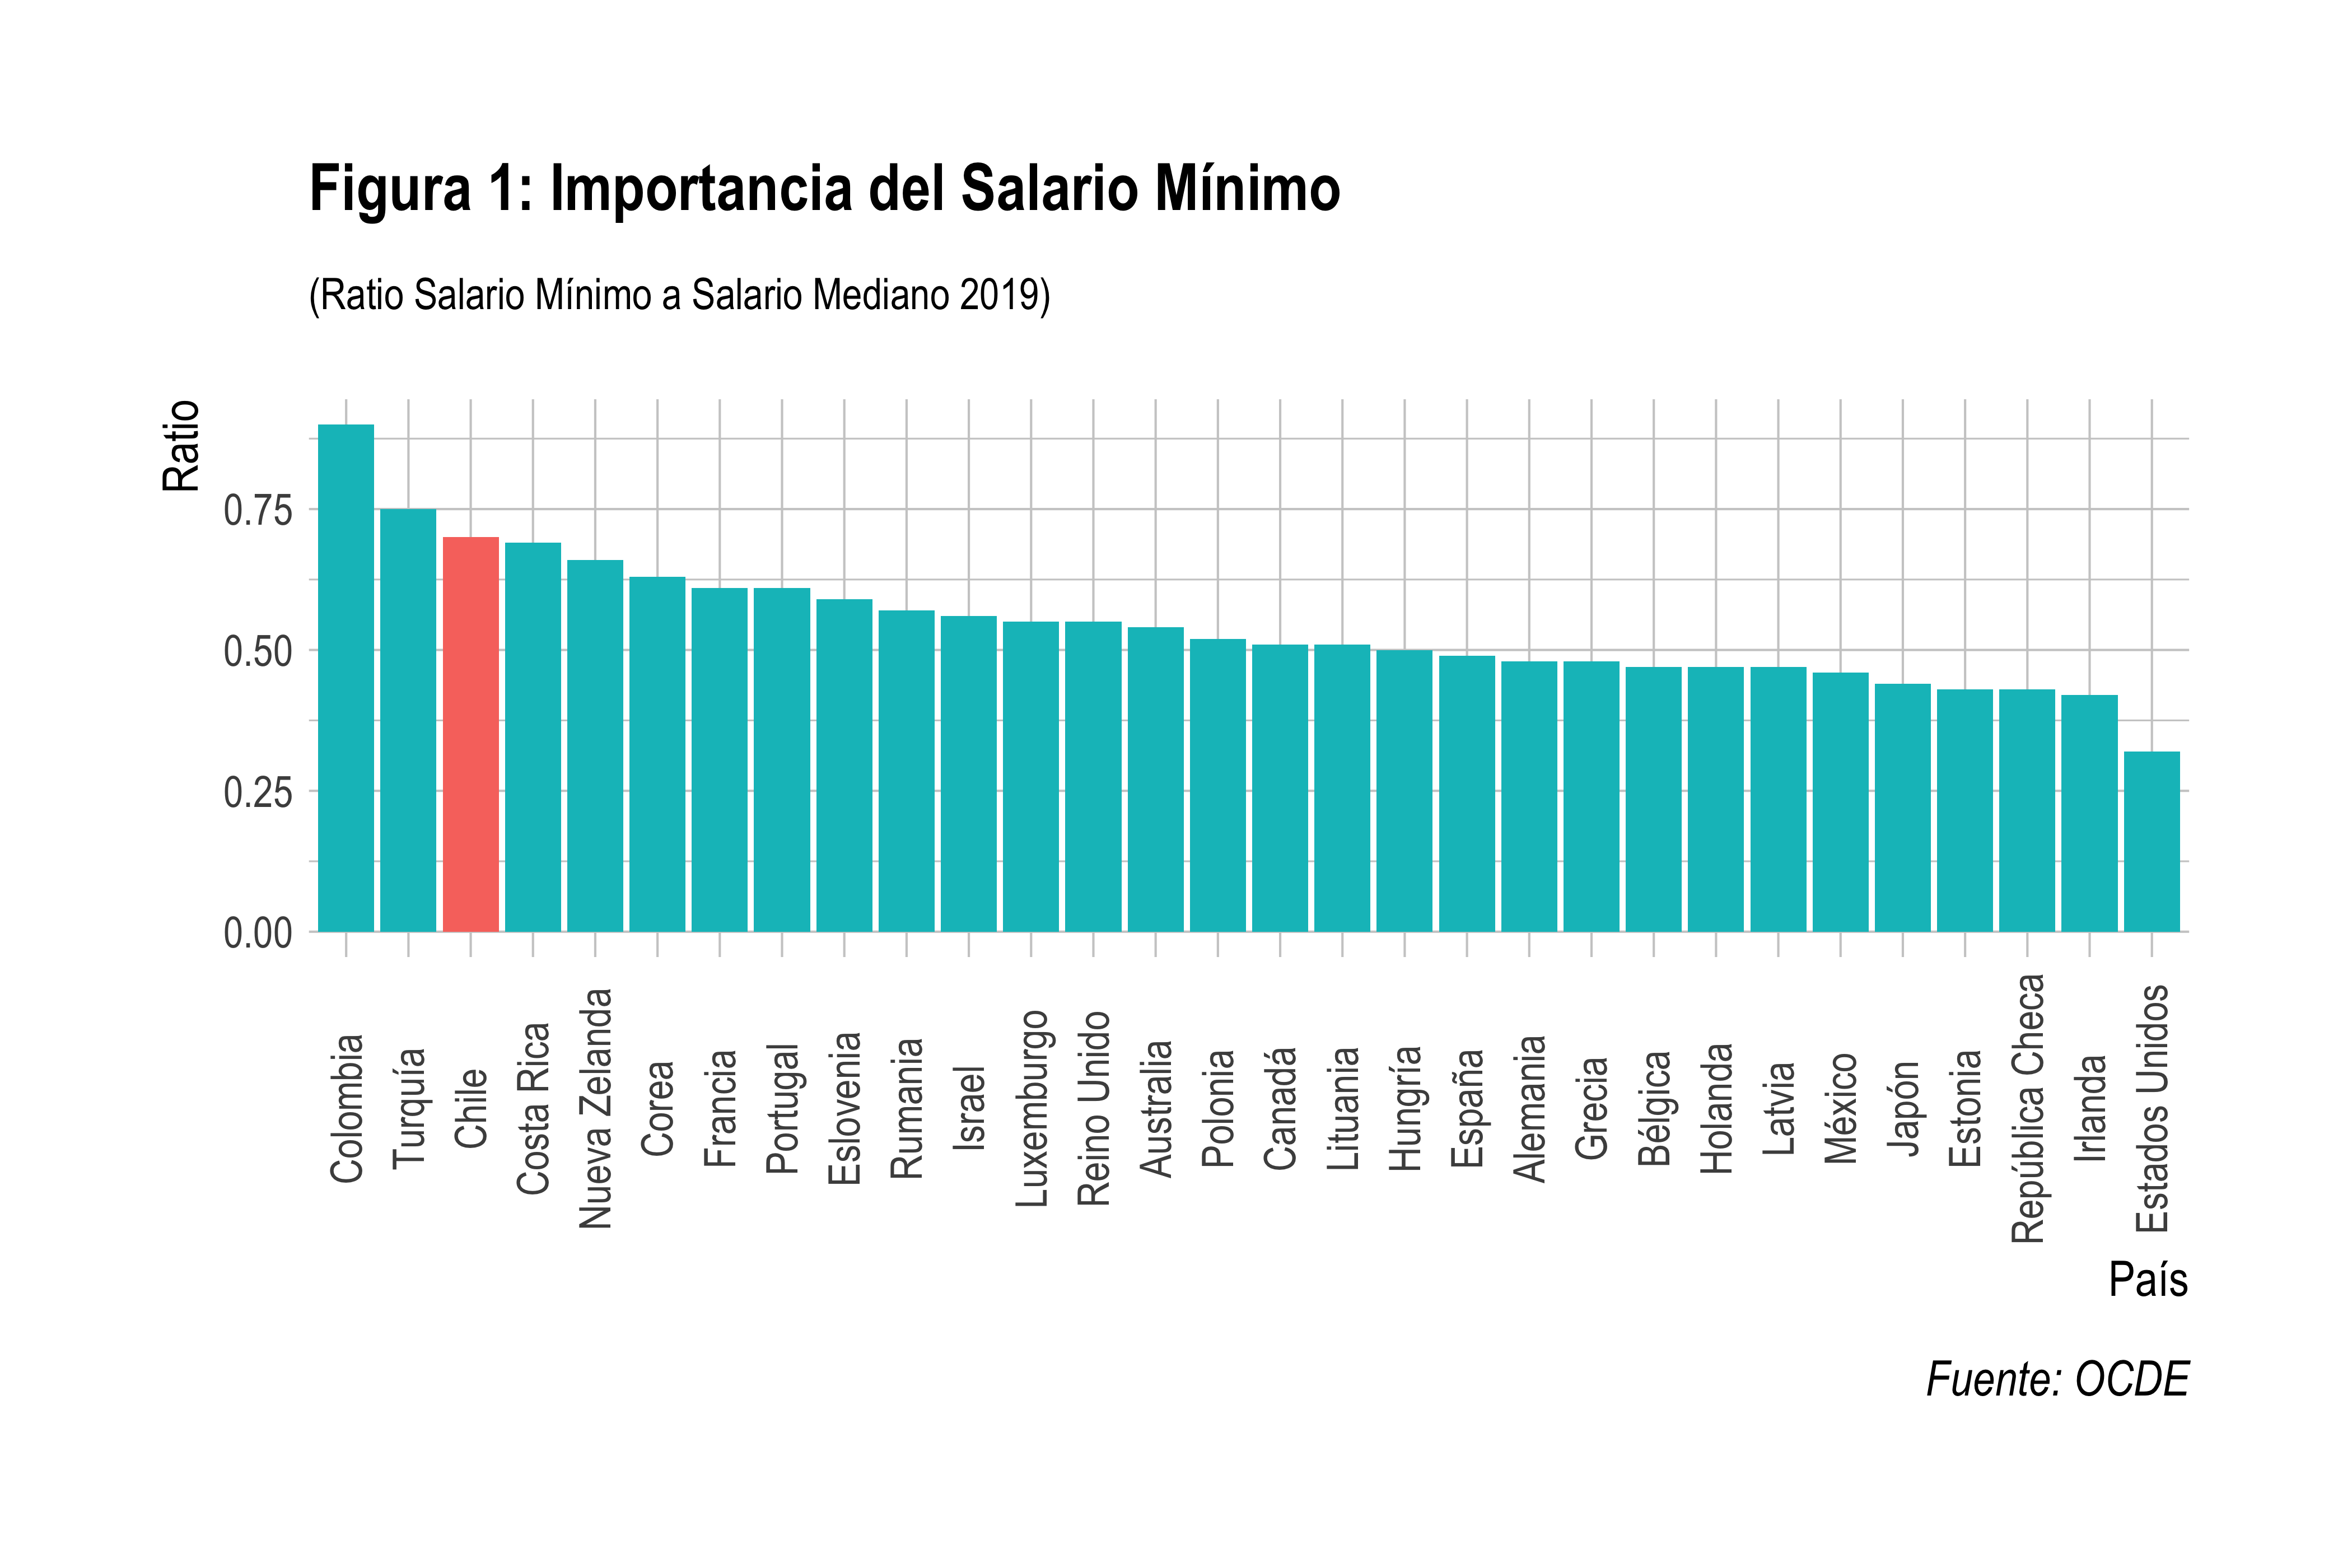 Figura 1: Importancia del Salario Mínimo
(Ratio Salario Mínimo a Salario Mediano 2019)
Ratio
0.75
0.50
0.25
0.00
Colombia
Turquía
Chile
Costa Rica
Nueva Zelanda
Corea
Francia
Portugal
Eslovenia
Rumania
Israel
Luxemburgo
Reino Unido
Australia
Polonia
Canadá
Lituania
Hungría
España
Alemania
Grecia
Bélgica
Holanda
Latvia
México
Japón
Estonia
República Checa
Irlanda
Estados Unidos
País
Fuente: OCDE